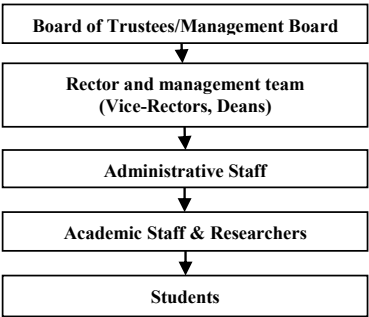 Board of Trustees/Management Board
Rector and management team
(Vice-Rectors, Deans)
Administrative Staff
Academic Staff & Researchers
Students